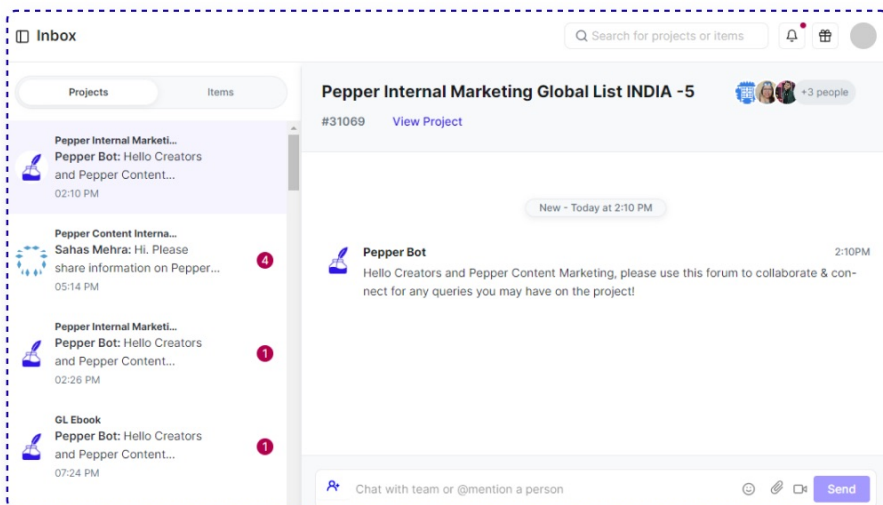 Inbox
Search for projects or items
Projects
Items
Pepper Internal Marketi...
Pepper Bot: Hello Creators
and Pepper Content...
02:10 PM
Pepper Content Interna...
Sahas Mehra: Hi. Please
share information on Pepper...
4
05:14 PM
Pepper Internal Marketi...
Pepper Bot: Hello Creators
and Pepper Content...
1
02:26 PM
GL Ebook
Pepper Bot: Hello Creators
and Pepper Content...
1
07:24 PM
Pepper Internal Marketing Global List INDIA -5
+3 people
#31069
View Project
New - Today at 2:10 PM
Pepper Bot
2:10PM
Hello Creators and Pepper Content Marketing, please use this forum to collaborate & con-
nect for any queries you may have on the project!
Chat with team or @mention a person
Send